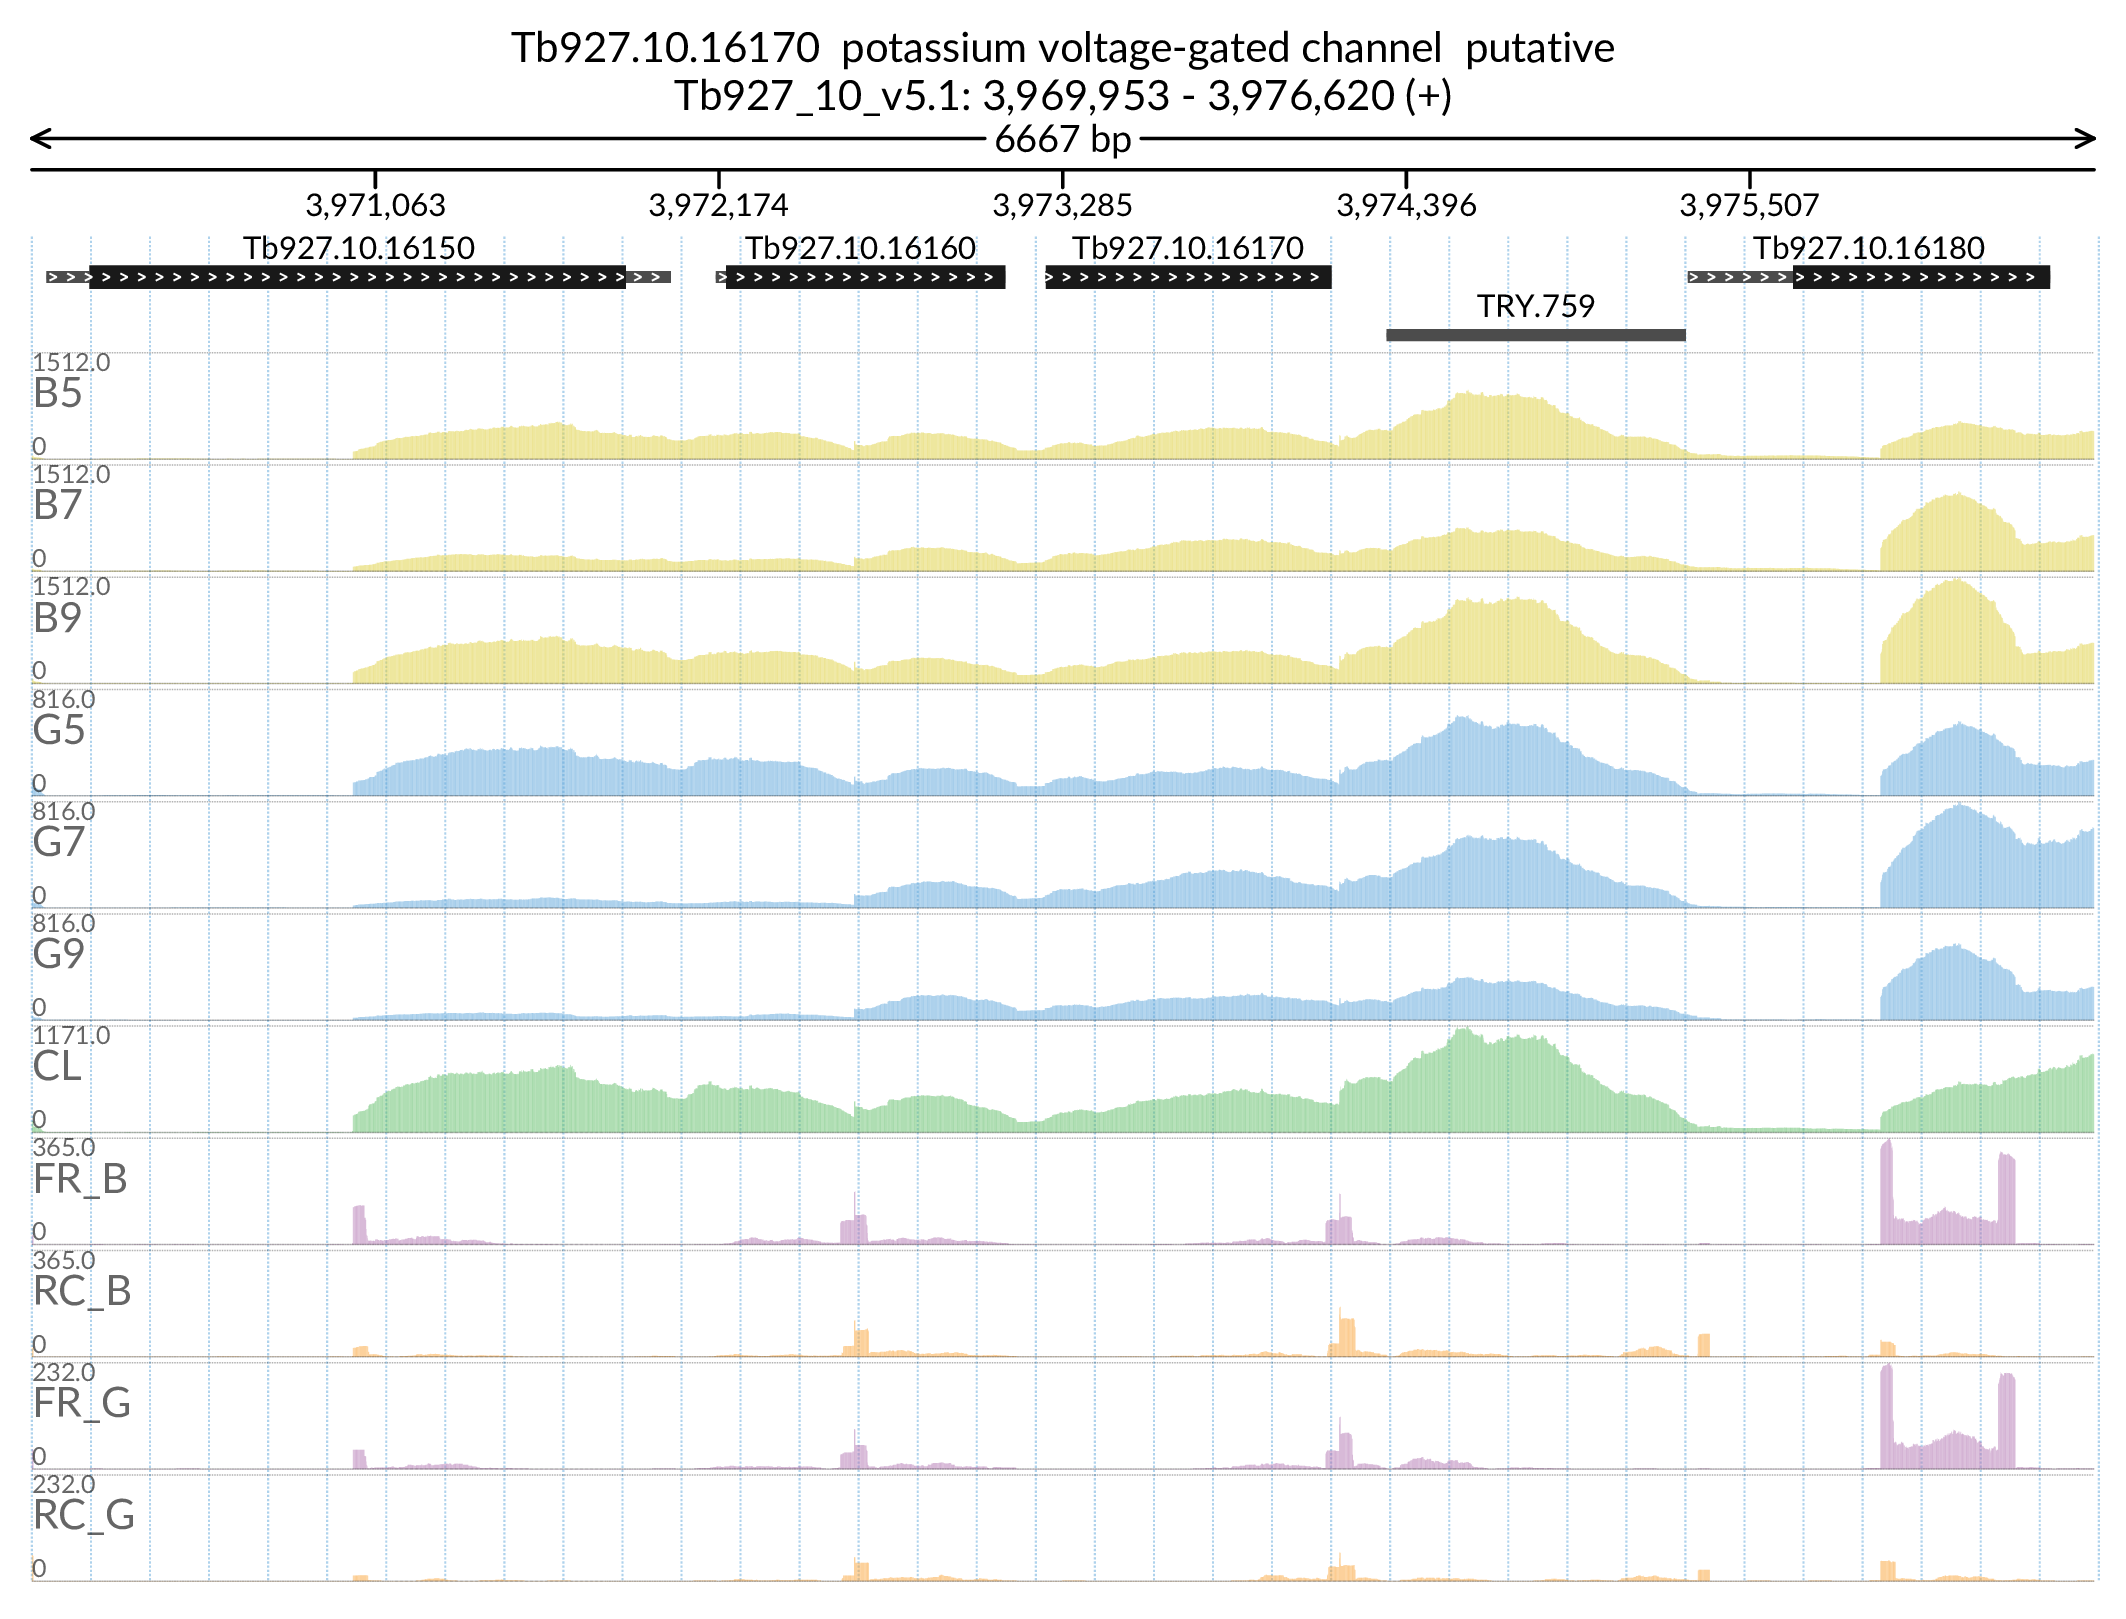 Tb927.10.16170  potassium voltage-gated channel  putative
Tb927_10_v5.1: 3,969,953 - 3,976,620 (+)
6667 bp
3,971,063 3,972,174 3,973,285 3,974,396 3,975,507
Tb927.10.16150 Tb927.10.16160 Tb927.10.16170 Tb927.10.16180
TRY.759
1512.0
B5
0
1512.0
B7
0
1512.0
B9
0
816.0
G5
0
816.0
G7
0
816.0
G9
0
1171.0
CL
0
365.0
FR_B
0
365.0
RC_B
0
232.0
FR_G
0
232.0
RC_G
0